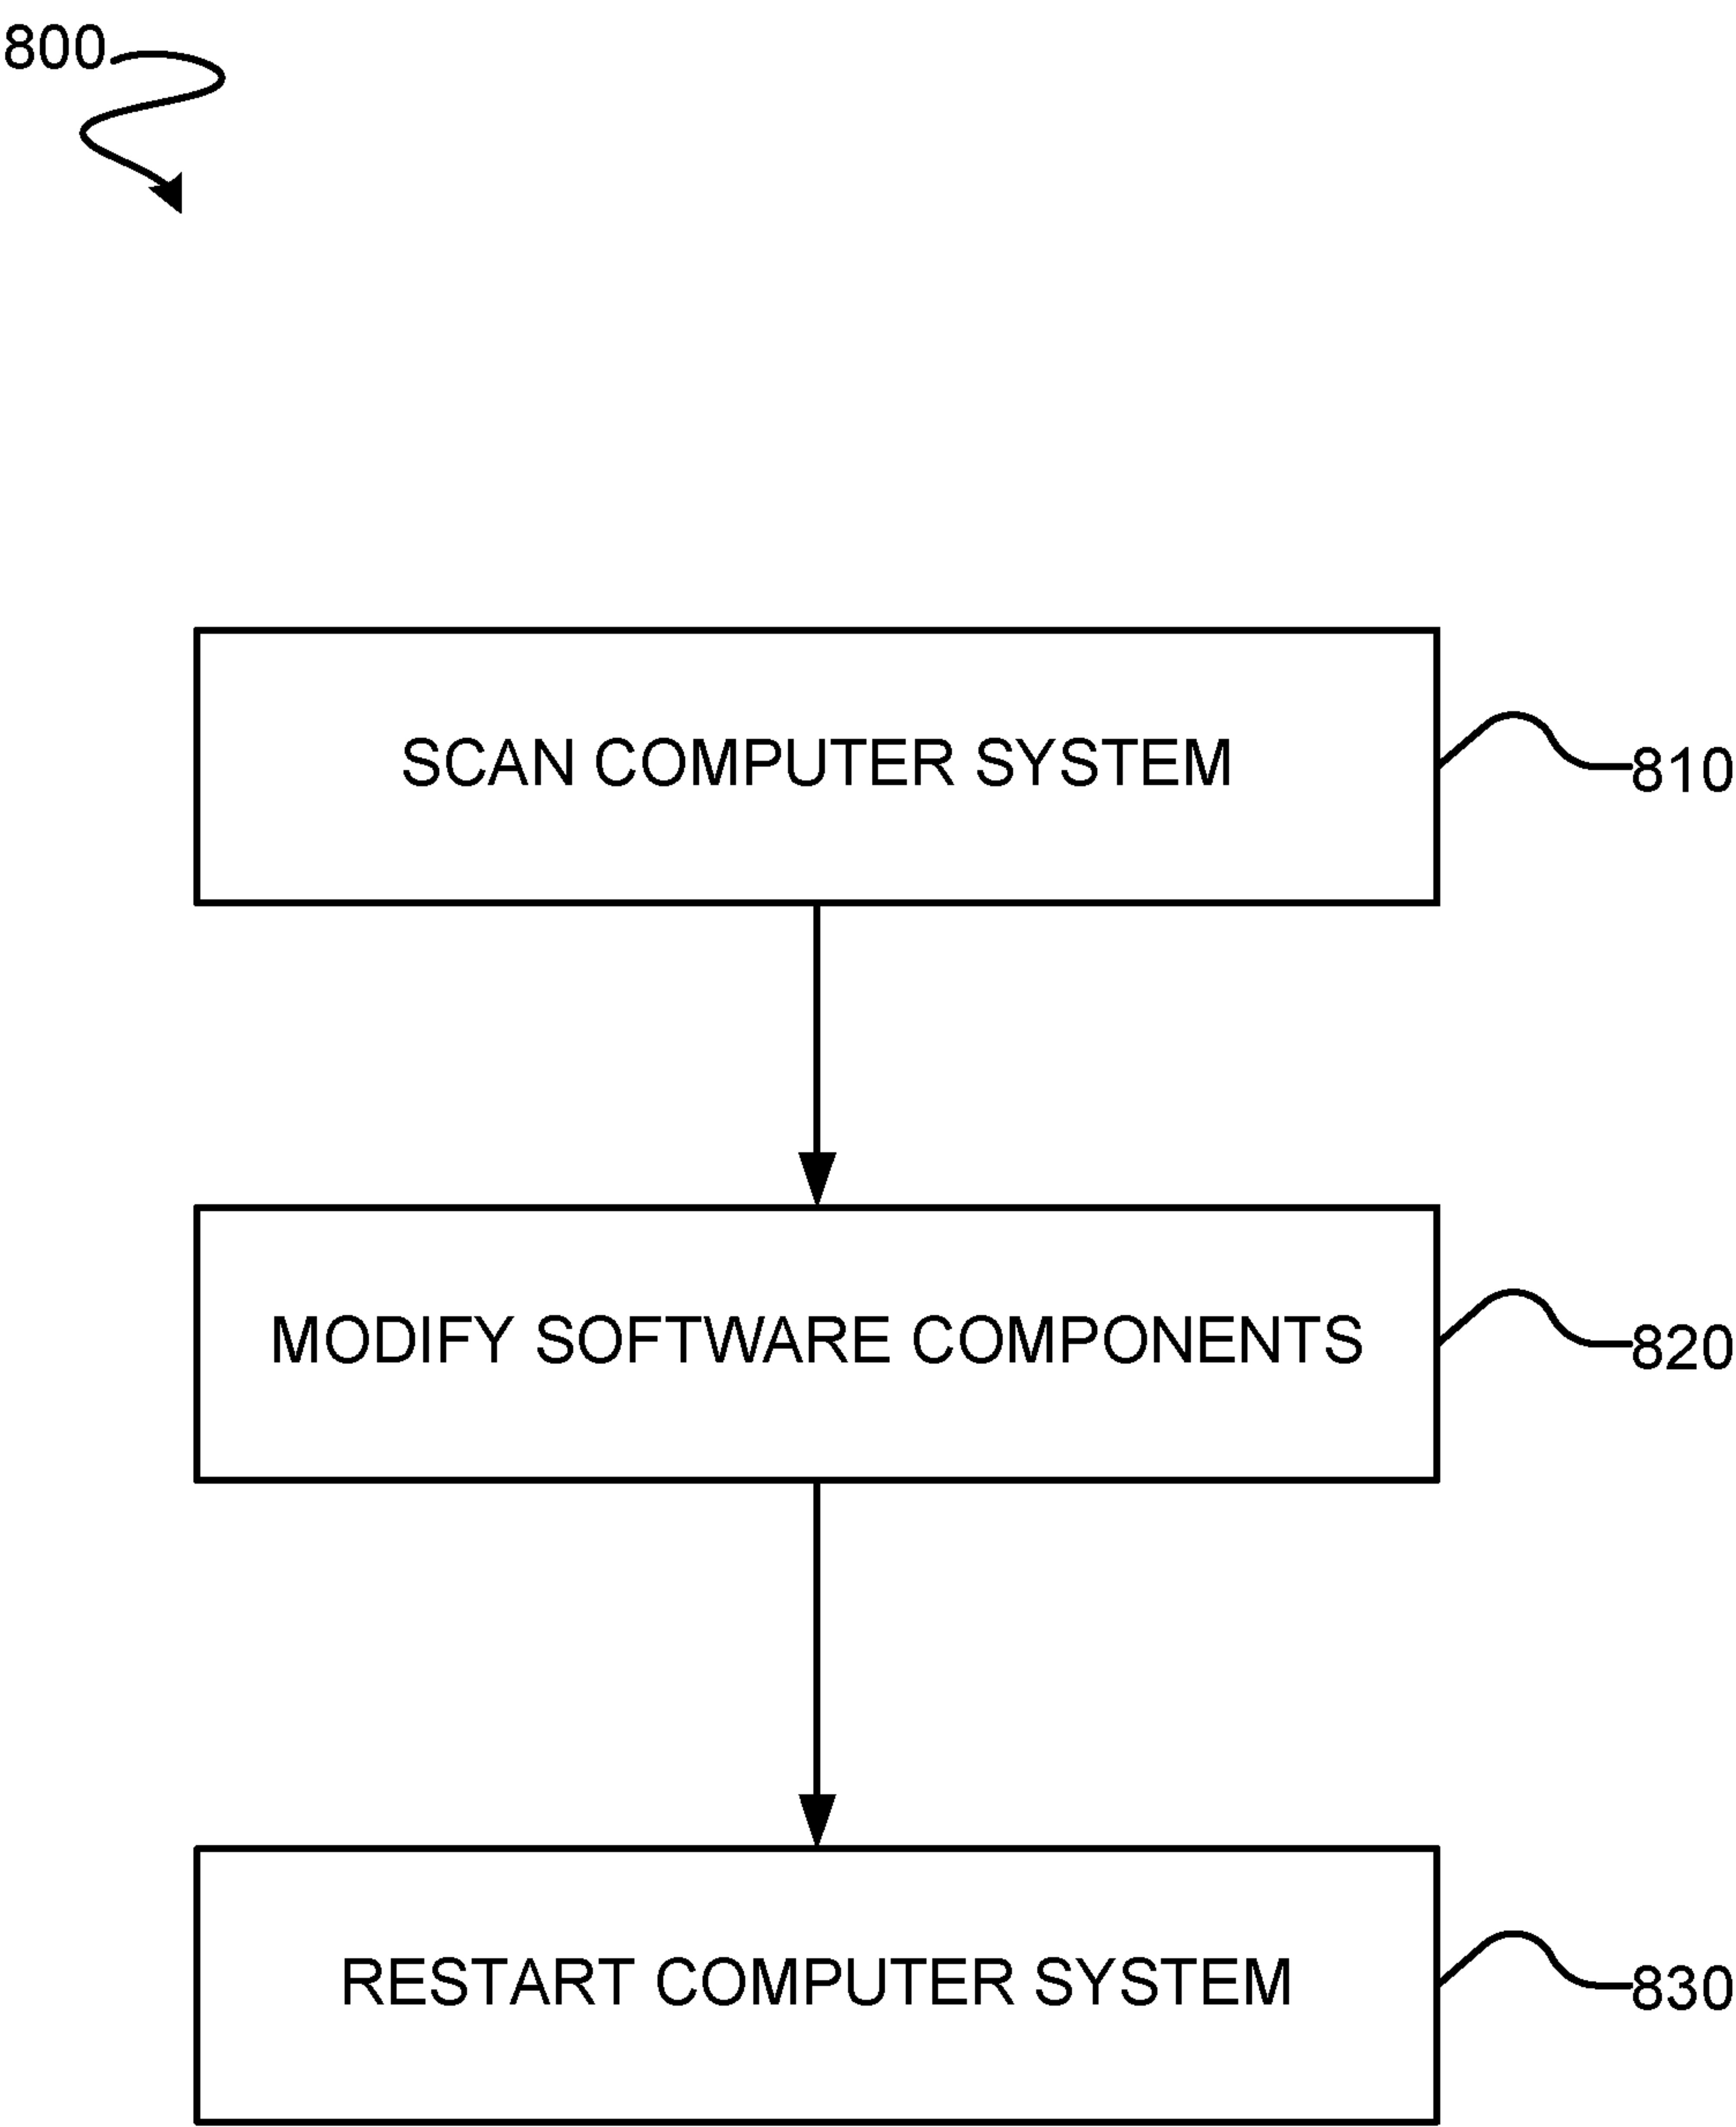 800
SCAN COMPUTER SYSTEM
810
MODIFY SOFTWARE COMPONENTS
820
RESTART COMPUTER SYSTEM
830